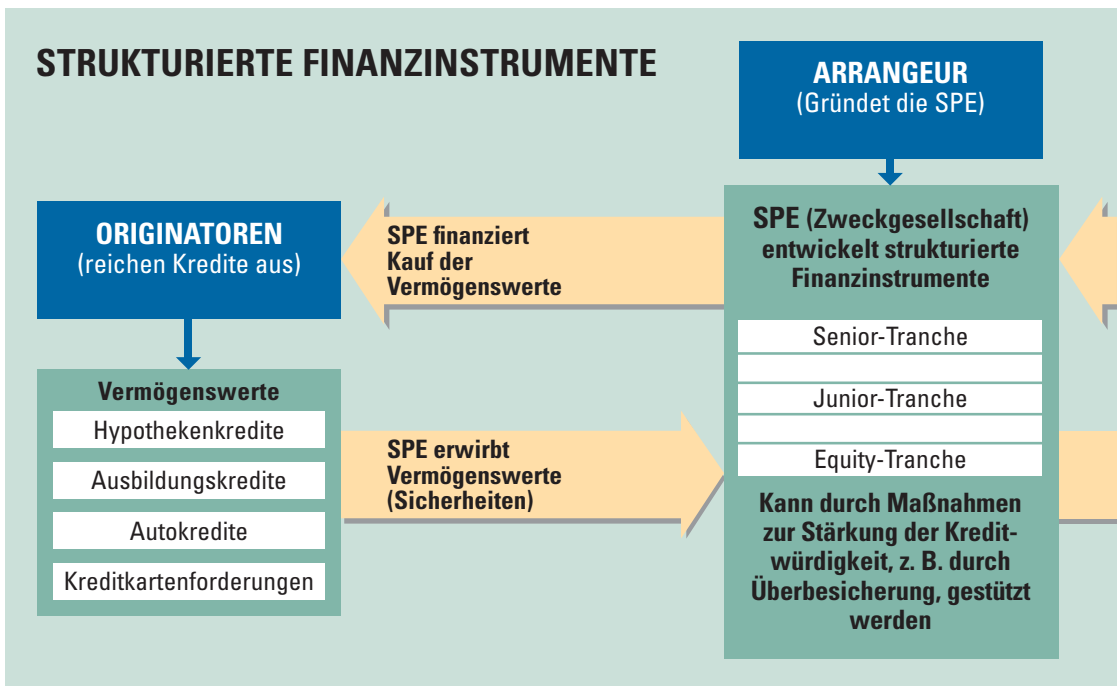 STRUKTURIERTE FINANZINSTRUMENTE
ARRANGEUR
(Gründet die SPE)
ORIGINATOREN
(reichen Kredite aus)
SPE finanziert
Kauf der
Vermögenswerte
SPE (Zweckgesellschaft)
entwickelt strukturierte
Finanzinstrumente
Senior-Tranche
Junior-Tranche
Equity-Tranche
Kann durch Maßnahmen
zur Stärkung der Kredit-
würdigkeit, z. B. durch
Überbesicherung, gestützt
werden
Vermögenswerte
Hypothekenkredite
Ausbildungskredite
Autokredite
Kreditkartenforderungen
SPE erwirbt
Vermögenswerte
(Sicherheiten)